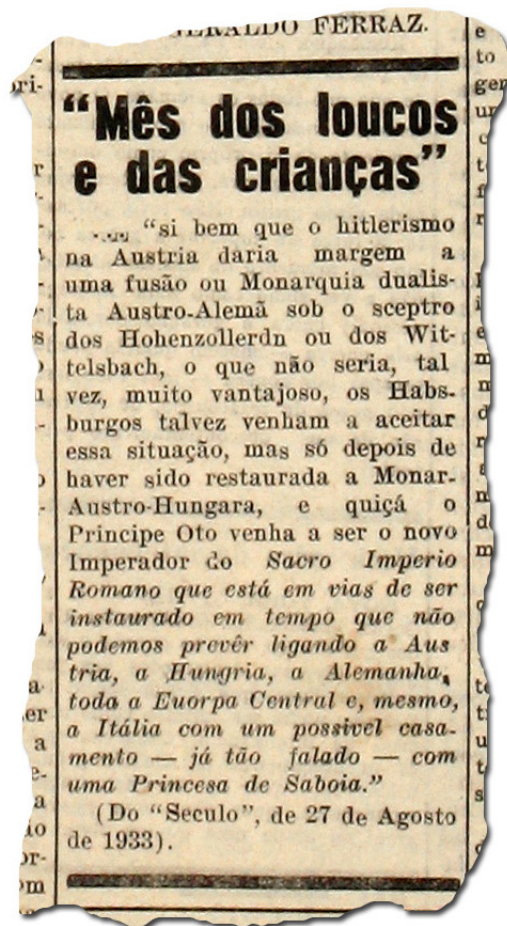 GERALDO FERRAZ.
"Mês dos loucos
e das crianças"
.... "si bem que o hitlerismo
na Austria daria margem a
uma fusão ou Monarquia dualis-
ta Austro-Alemã sob o sceptro
dos Hohenzollerdn ou dos Wit-
telsbach, o que não seria, tal
vez, muito vantajoso, os Habs-
burgos talvez venham a aceitar
essa situação, mas só depois de
haver sido restaurada a Monar-
Austro-Hungara, e quiçá o
Principe Oto venha a ser o novo
Imperador do Sacro Imperio
Romano que está em vias de ser
instaurado em tempo que não
podemos prevêr ligando a Aus
tria, a Hungria, a Alemanha,
toda a Euorpa Central e, mesmo,
a Itália com um possivel casa-
mento — já tão falado — com
uma Princesa de Saboia."
(Do "Seculo", de 27 de Agosto
de 1933).